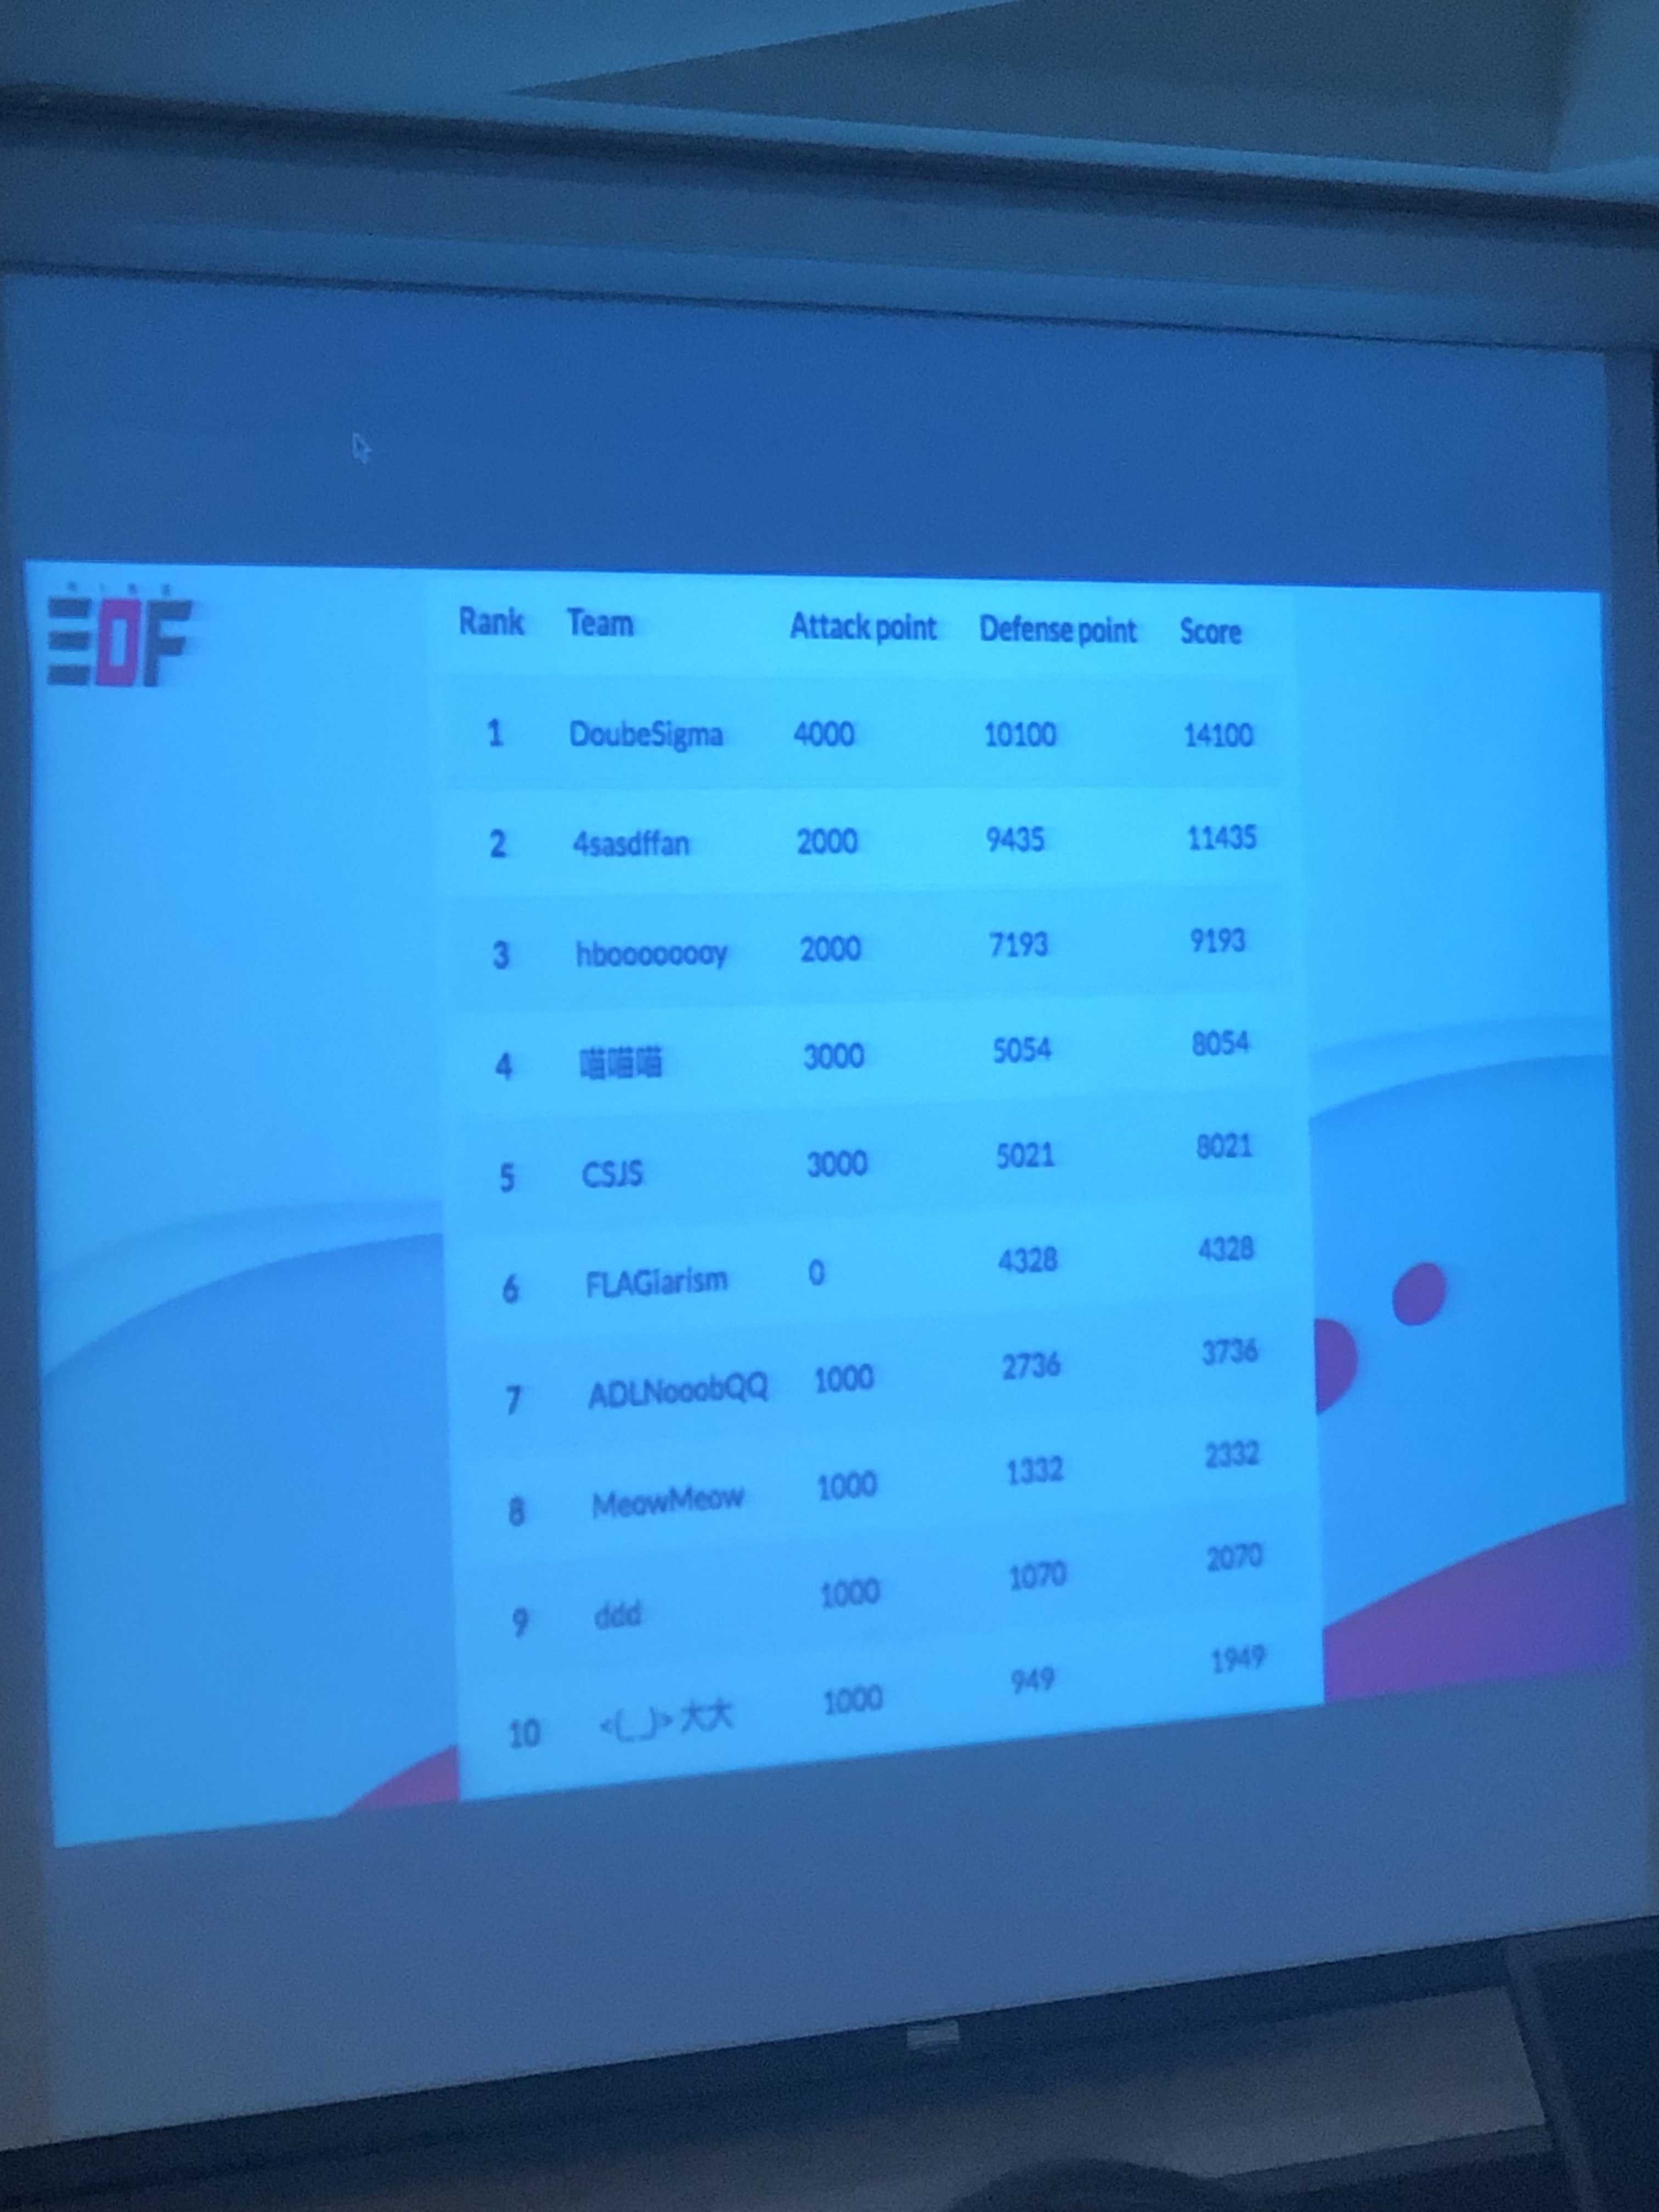 EOF
Rank Team Attack point Defense point Score
1 DoubeSigma 4000 10100 14100
2 4sasdffan 2000 9435 11435
3 hboooooooy 2000 7193 9193
4 喵喵喵 3000 5054 8054
5 CSJS 3000 5021 8021
6 FLAGiarism 0 4328 4328
7 ADLNooobQQ 1000 2736 3736
8 MeowMeow 1000 1332 2332
9 ddd 1000 1070 2070
10 <(_ _)> 大大 1000 949 1949